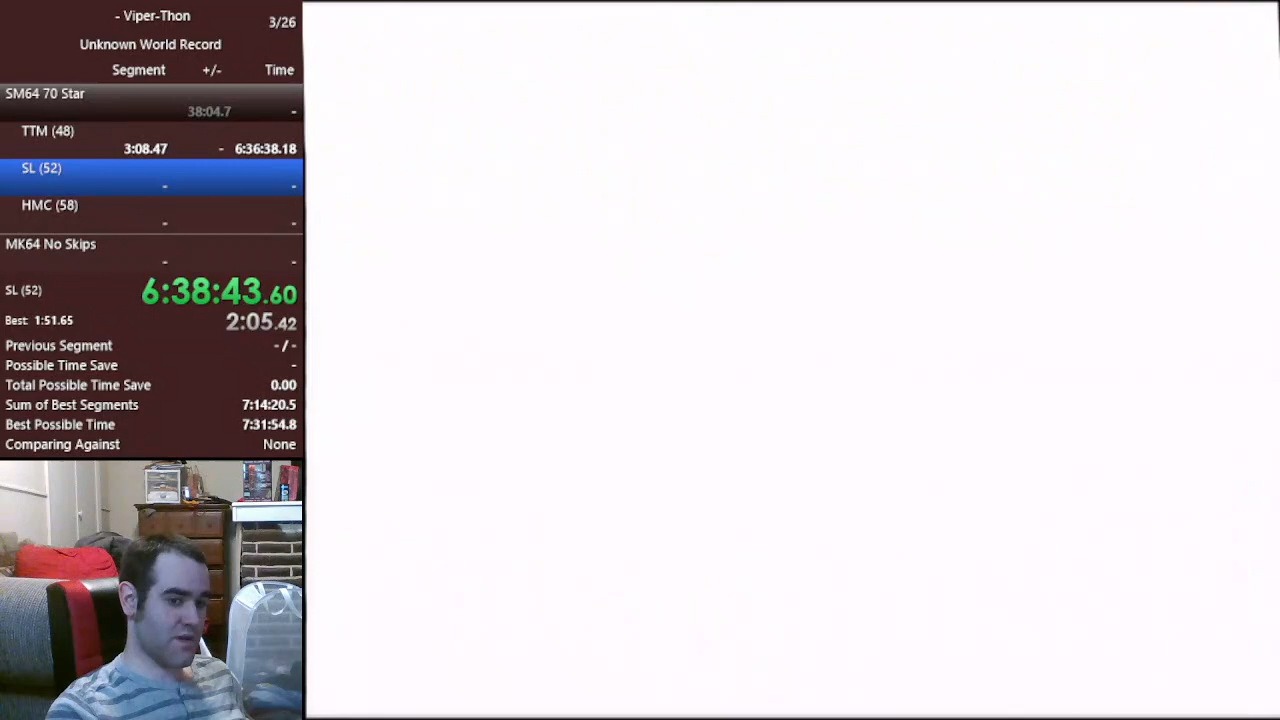 - Viper-Thon 3/26
Unknown World Record
Segment +/- Time
SM64 70 Star
38:04.7 -
TTM (48)
3:08.47 - 6:36:38.18
SL (52)
- -
HMC (58)
- -
MK64 No Skips
- -
SL (52) 6:38:43.60
Best: 1:51.65 2:05.42
Previous Segment - / -
Possible Time Save -
Total Possible Time Save 0.00
Sum of Best Segments 7:14:20.5
Best Possible Time 7:31:54.8
Comparing Against None